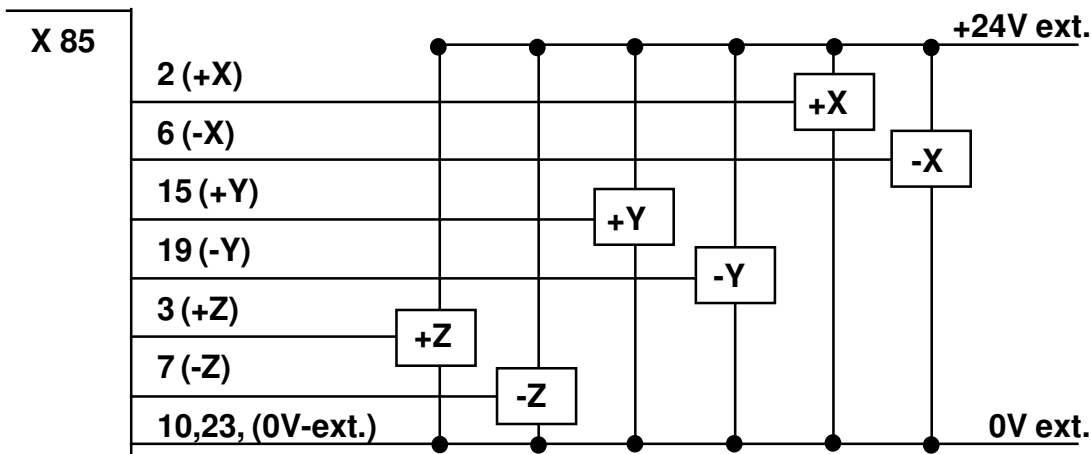 X 85
+24V ext.
2 (+X)
+X
6 (-X)
-X
15 (+Y)
+Y
19 (-Y)
-Y
3 (+Z)
+Z
7 (-Z)
-Z
10,23, (0V-ext.)
0V ext.